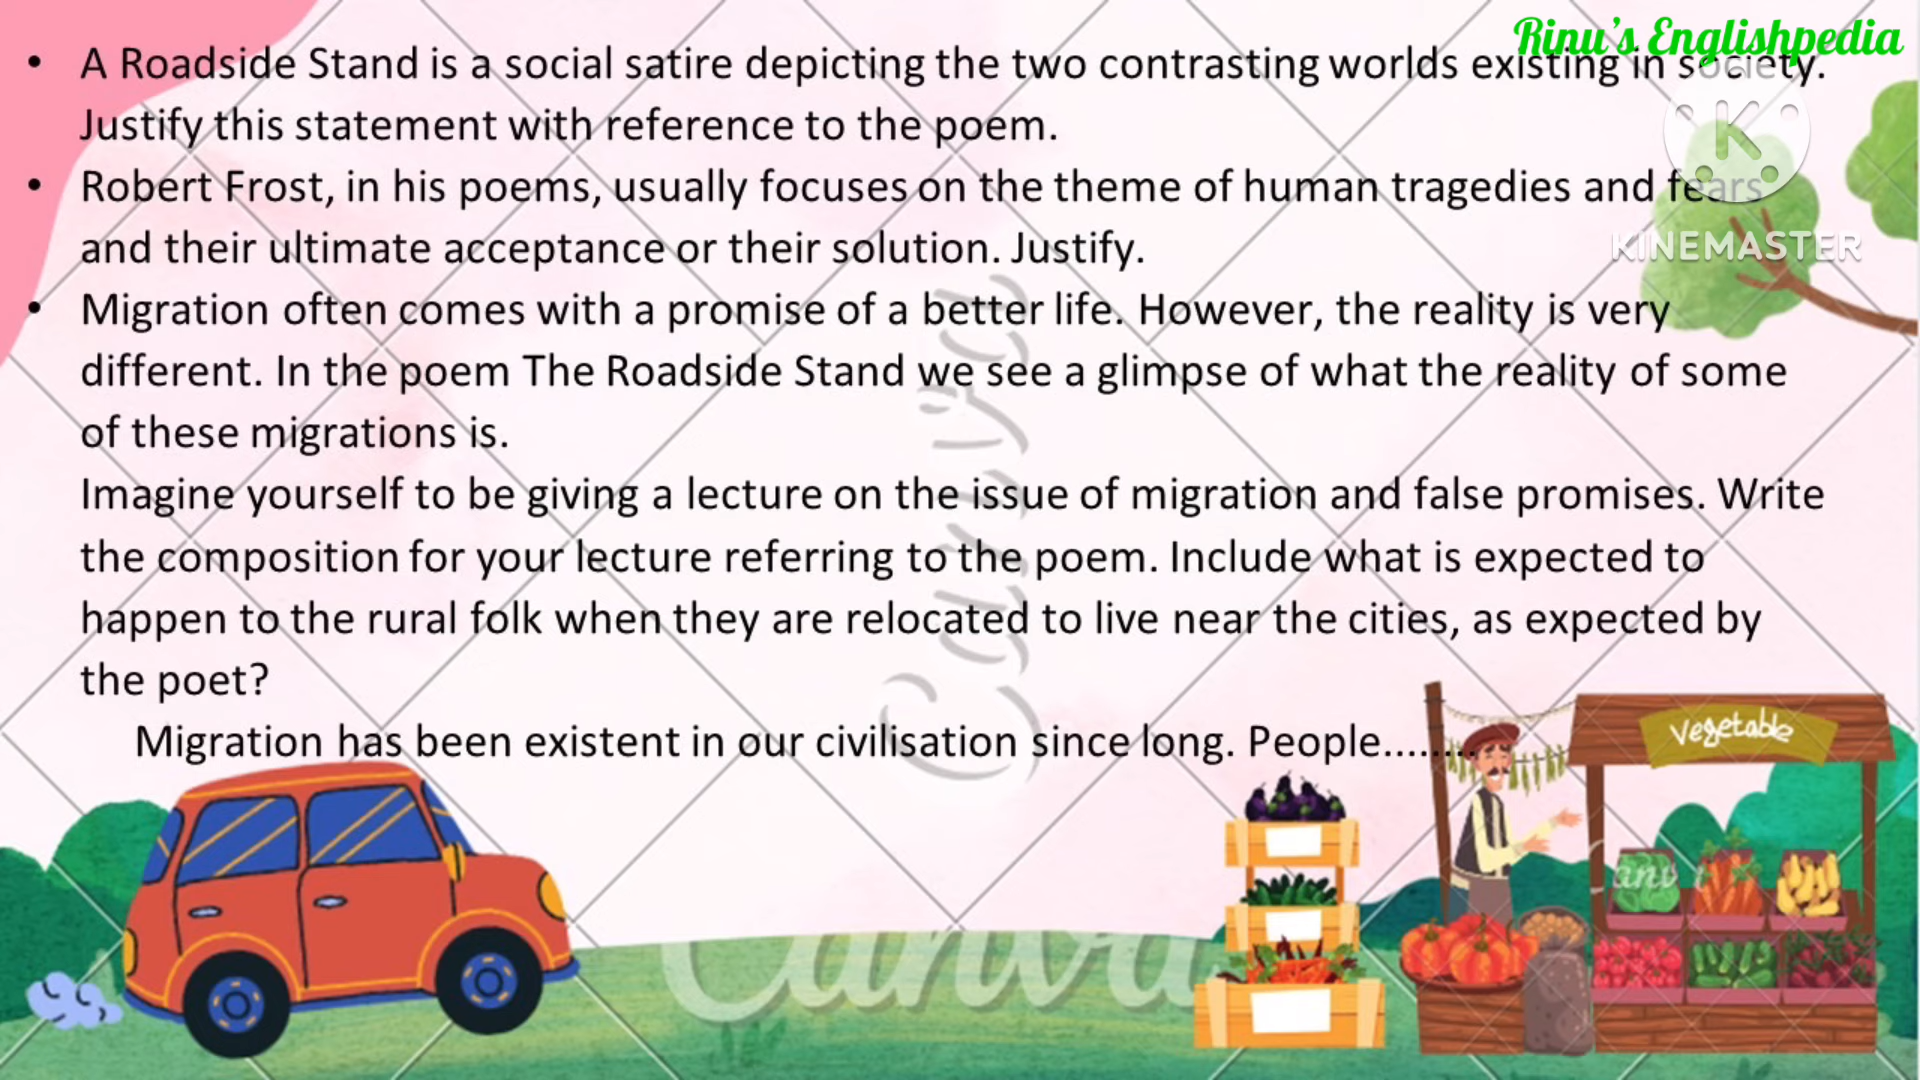 Rinu's Englishpedia
• A Roadside Stand is a social satire depicting the two contrasting worlds existing in society.
Justify this statement with reference to the poem.
• Robert Frost, in his poems, usually focuses on the theme of human tragedies and fears
and their ultimate acceptance or their solution. Justify.
KINEMASTER
• Migration often comes with a promise of a better life. However, the reality is very
different. In the poem The Roadside Stand we see a glimpse of what the reality of some
of these migrations is.
Imagine yourself to be giving a lecture on the issue of migration and false promises. Write
the composition for your lecture referring to the poem. Include what is expected to
happen to the rural folk when they are relocated to live near the cities, as expected by
the poet?
Migration has been existent in our civilisation since long. People........
Canva
vegetable
Canva